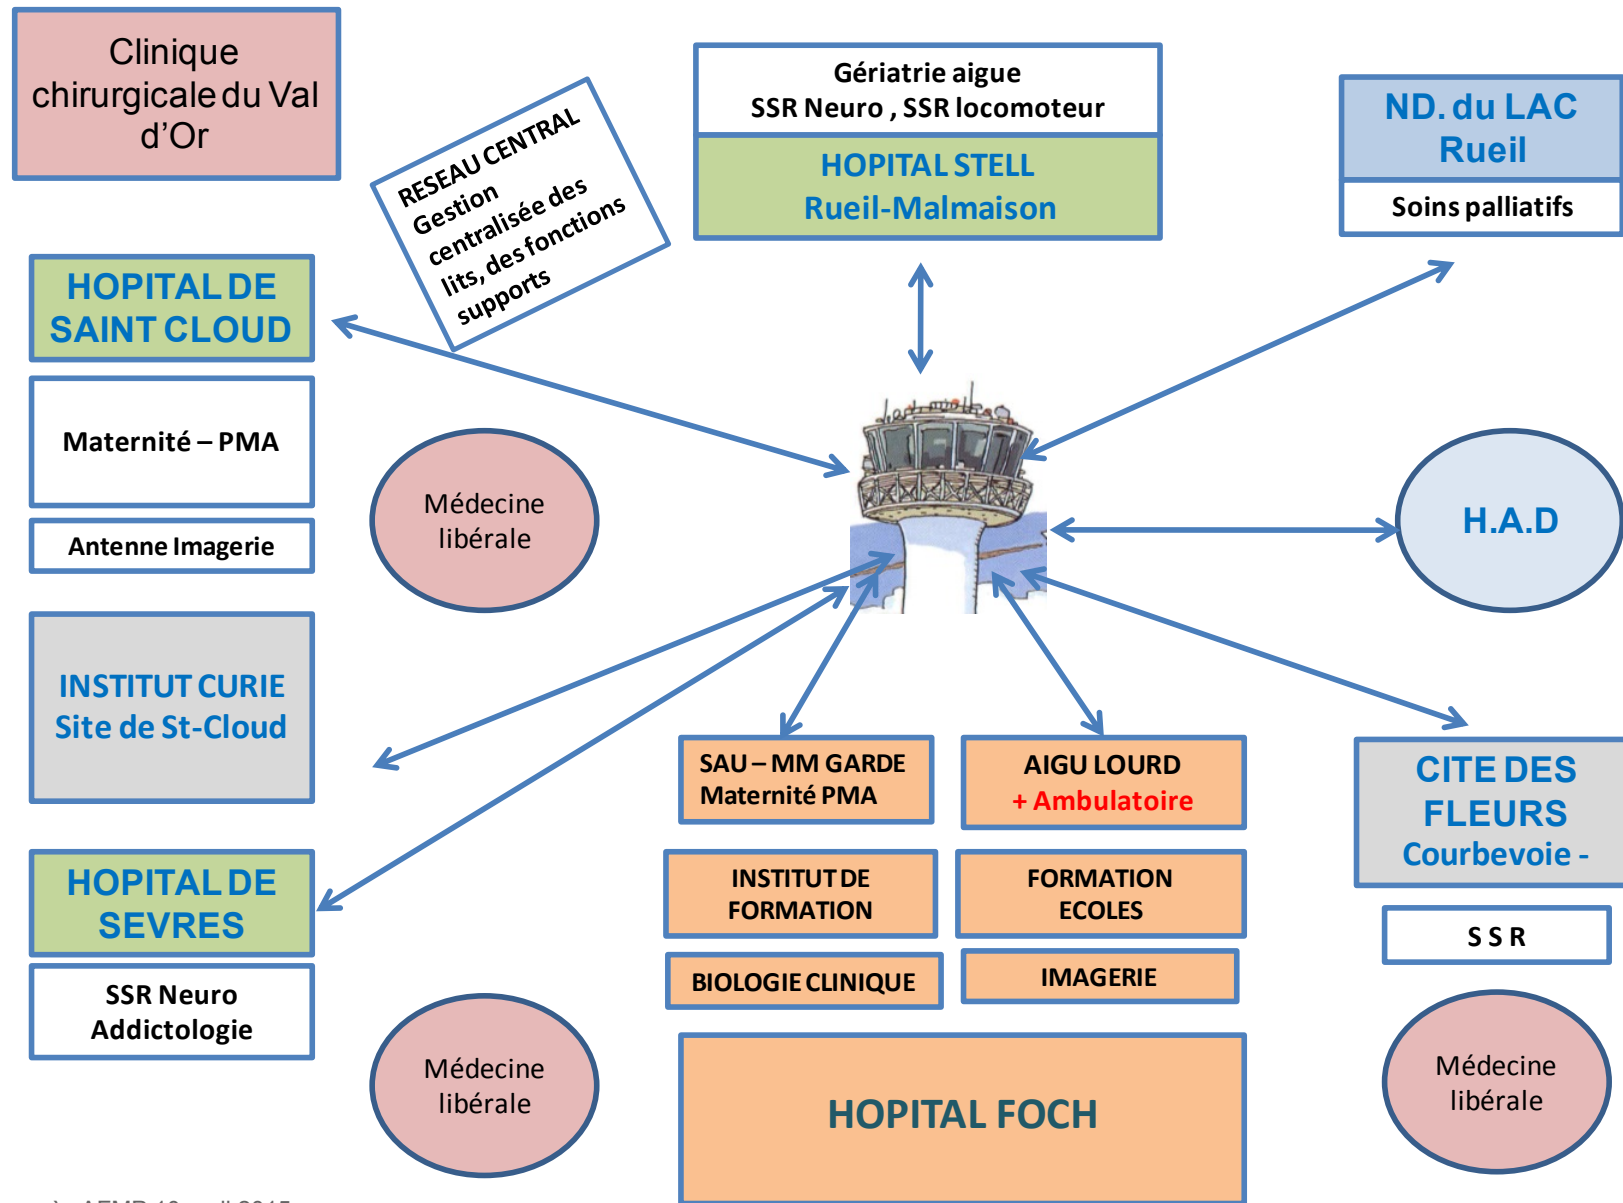 Clinique
chirurgicale du Val
d'Or
RESEAU CENTRAL
Gestion
centralisée des
lits, des fonctions
supports
Gériatrie aigue
SSR Neuro , SSR locomoteur
HOPITAL STELL
Rueil-Malmaison
ND. du LAC
Rueil
Soins palliatifs
HOPITAL DE
SAINT CLOUD
Maternité – PMA
Antenne Imagerie
Médecine
libérale
H.A.D
INSTITUT CURIE
Site de St-Cloud
SAU – MM GARDE
Maternité PMA
AIGU LOURD
+ Ambulatoire
CITE DES
FLEURS
Courbevoie -
HOPITAL DE
SEVRES
SSR Neuro
Addictologie
INSTITUT DE
FORMATION
FORMATION
ECOLES
S S R
BIOLOGIE CLINIQUE
IMAGERIE
Médecine
libérale
HOPITAL FOCH
Médecine
libérale